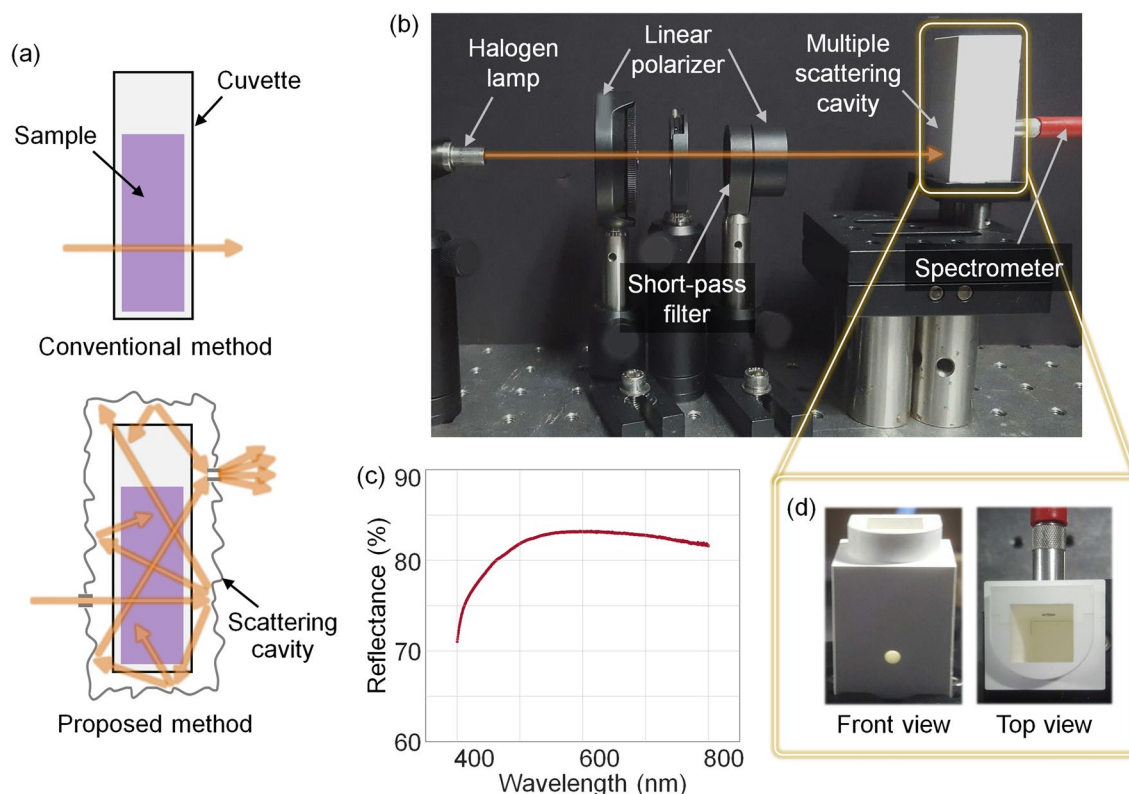 (a)
Cuvette
Sample
Conventional method
Scattering
cavity
Proposed method
(b)
Halogen
lamp
Linear
polarizer
Multiple
scattering
cavity
Short-pass
filter
Spectrometer
(c)
90
80
70
60
Reflectance (%)
400
600
800
Wavelength (nm)
(d)
Front view
Top view